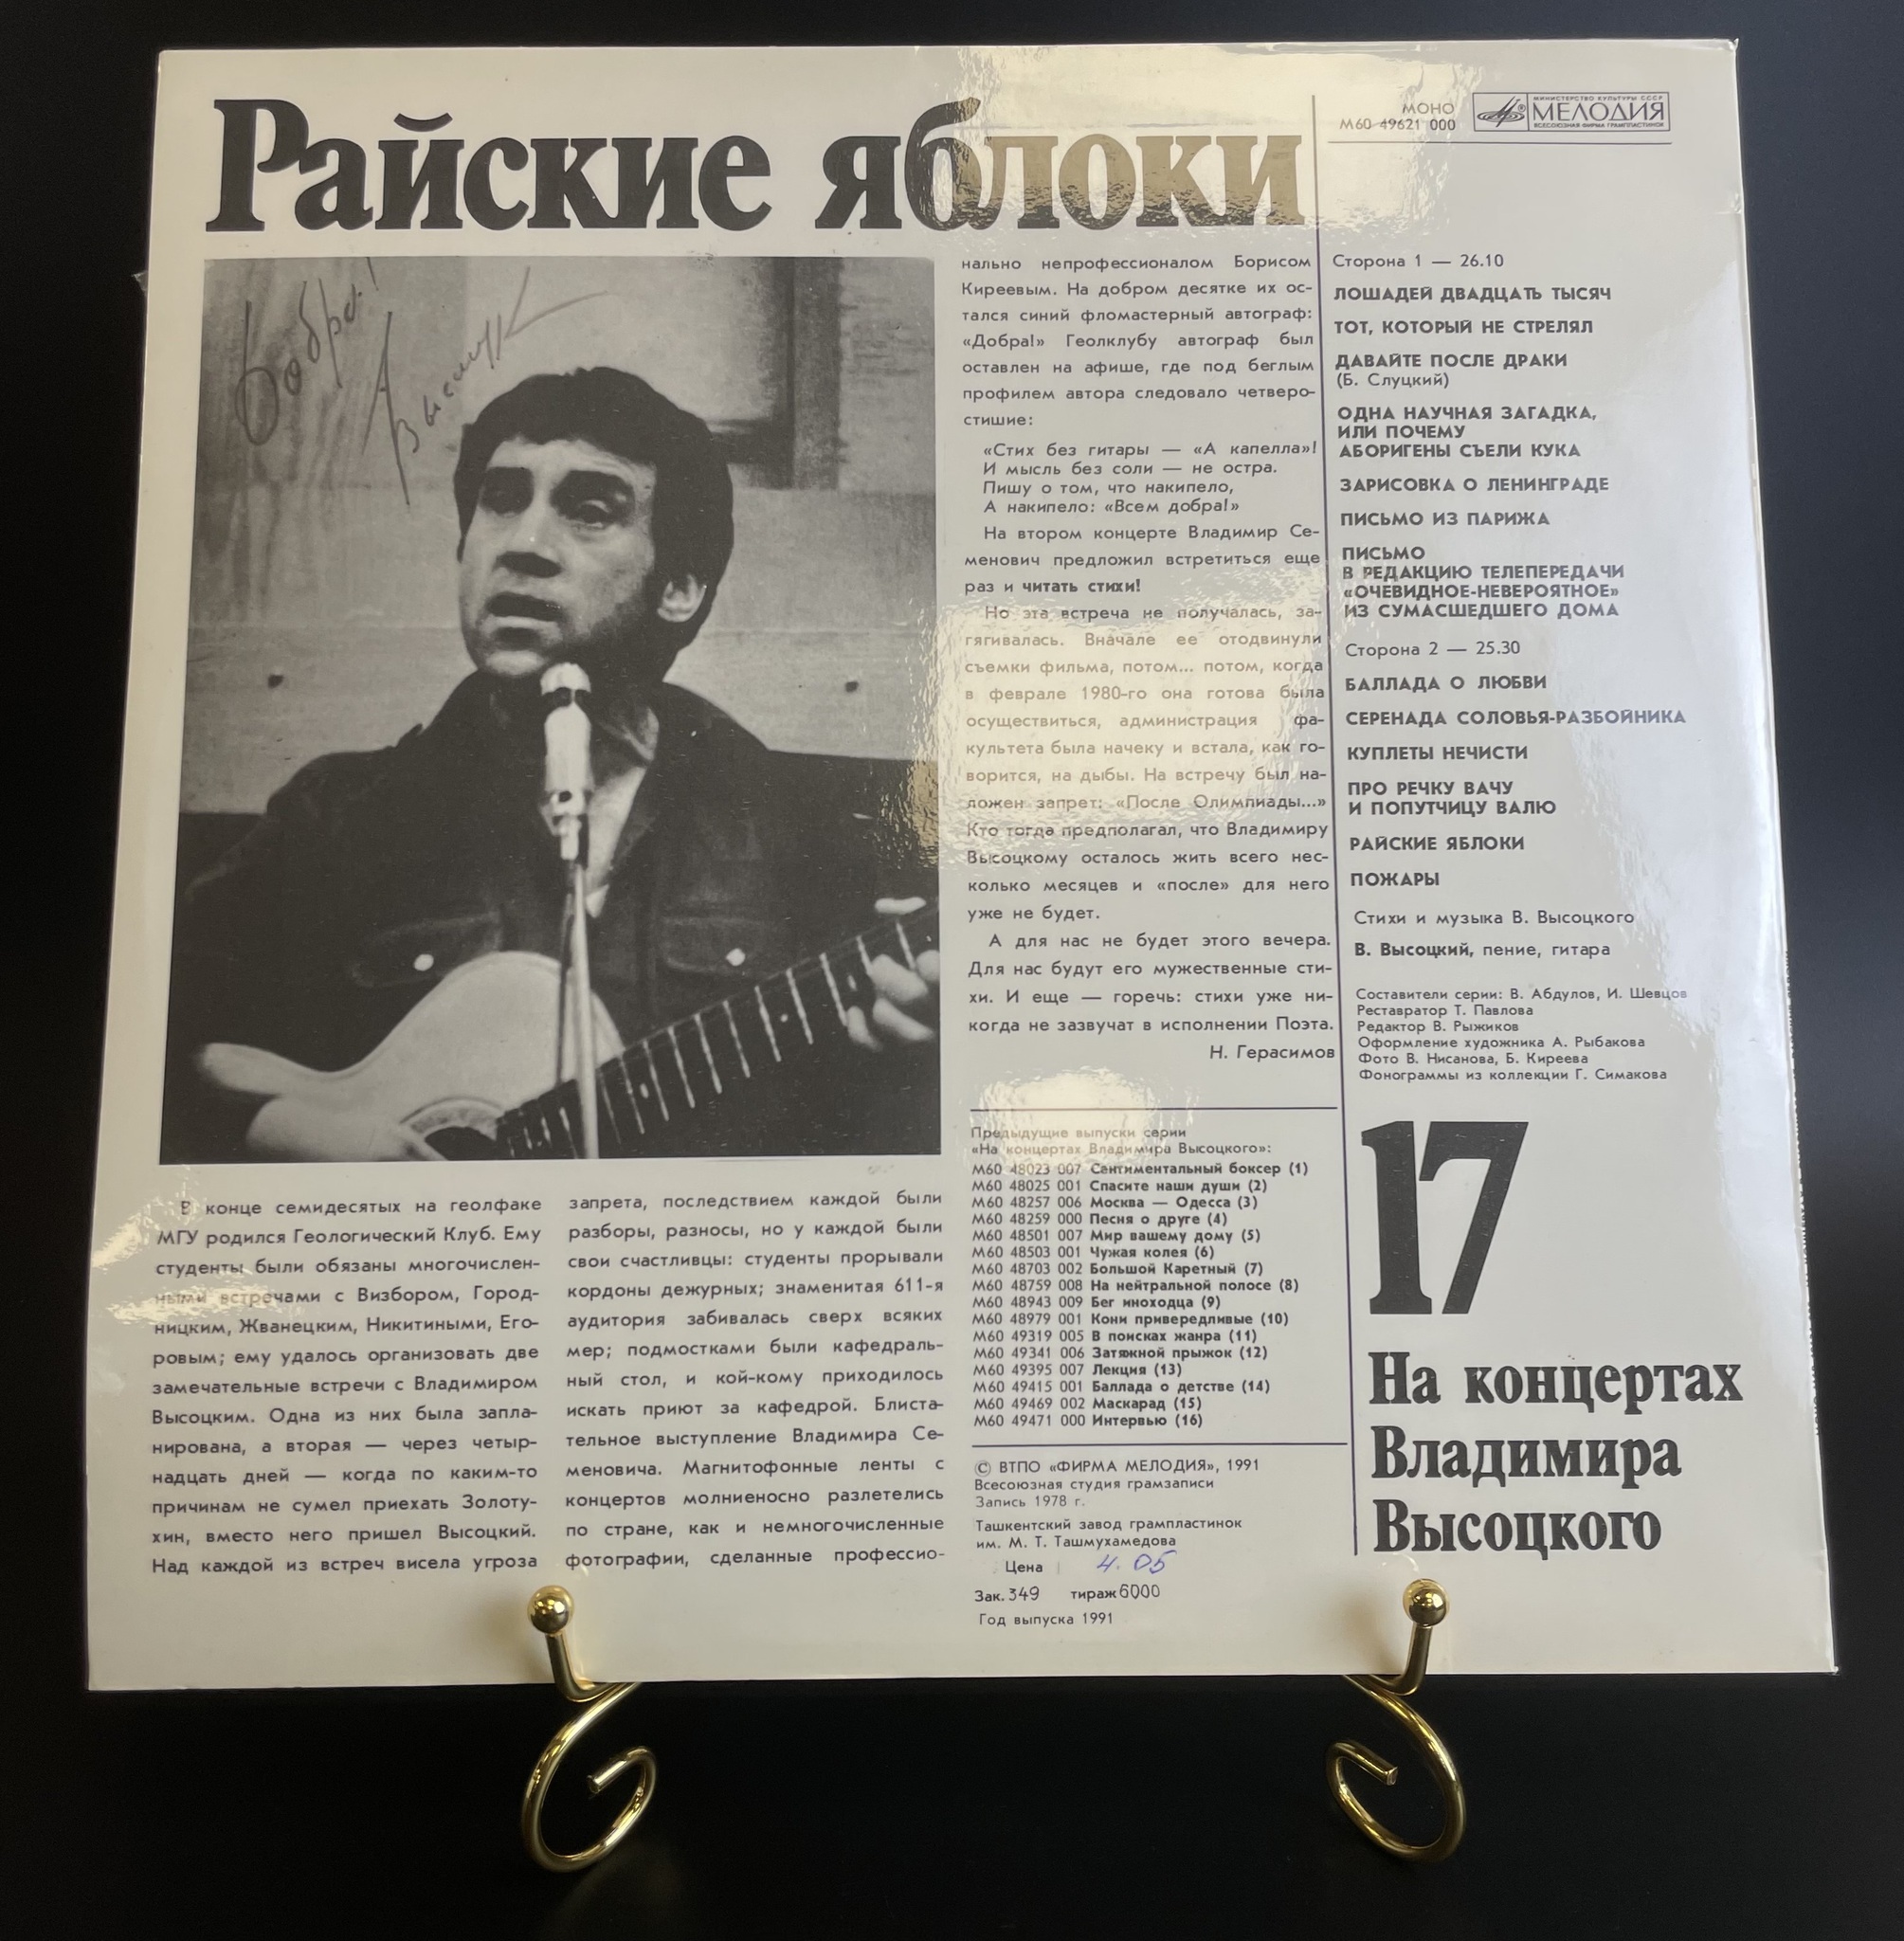 Райские яблоки
МОНО
М60 49621 000
МИНИСТЕРСТВО КУЛЬТУРЫ СССР
МЕЛОДИЯ
ВСЕСОЮЗНАЯ ФИРМА ГРАМПЛАСТИНОК
Добра!
Высоцк
В конце семидесятых на геолфаке
МГУ родился Геологический Клуб. Ему
студенты были обязаны многочислен-
ными встречами с Визбором, Город-
ницким, Жванецким, Никитиными, Его-
ровым; ему удалось организовать две
замечательные встречи с Владимиром
Высоцким. Одна из них была запла-
нирована, а вторая — через четыр-
надцать дней — когда по каким-то
причинам не сумел приехать Золоту-
хин, вместо него пришел Высоцкий.
Над каждой из встреч висела угроза
запрета, последствием каждой были
разборы, разносы, но у каждой были
свои счастливцы: студенты прорывали
кордоны дежурных; знаменитая 611-я
аудитория забивалась сверх всяких
мер; подмостками были кафедраль-
ный стол, и кой-кому приходилось
искать приют за кафедрой. Блиста-
тельное выступление Владимира Се-
меновича. Магнитофонные ленты с
концертов молниеносно разлетелись
по стране, как и немногочисленные
фотографии, сделанные профессио-
нально непрофессионалом Борисом
Киреевым. На добром десятке их ос-
тался синий фломастерный автограф:
«Добра!» Геолклубу автограф был
оставлен на афише, где под беглым
профилем автора следовало четверо-
стишие:
«Стих без гитары — «А капелла»!
И мысль без соли — не остра.
Пишу о том, что накипело,
А накипело: «Всем добра!»
На втором концерте Владимир Се-
менович предложил встретиться еще
раз и читать стихи!
Но эта встреча не получалась, за-
тягивалась. Вначале ее отодвинули
съемки фильма, потом... потом, когда
в феврале 1980-го она готова была
осуществиться, администрация фа-
культета была начеку и встала, как го-
ворится, на дыбы. На встречу был на-
ложен запрет: «После Олимпиады...»
Кто тогда предполагал, что Владимиру
Высоцкому осталось жить всего нес-
колько месяцев и «после» для него
уже не будет.
А для нас не будет этого вечера.
Для нас будут его мужественные сти-
хи. И еще — горечь: стихи уже ни-
когда не зазвучат в исполнении Поэта.
Н. Герасимов
Предыдущие выпуски серии
«На концертах Владимира Высоцкого»:
М60 48023 007 Сентиментальный боксер (1)
М60 48025 001 Спасите наши души (2)
М60 48257 006 Москва — Одесса (3)
М60 48259 000 Песня о друге (4)
М60 48501 007 Мир вашему дому (5)
М60 48503 001 Чужая колея (6)
М60 48703 002 Большой Каретный (7)
М60 48759 008 На нейтральной полосе (8)
М60 48943 009 Бег иноходца (9)
М60 48979 001 Кони привередливые (10)
М60 49319 005 В поисках жанра (11)
М60 49341 006 Затяжной прыжок (12)
М60 49395 007 Лекция (13)
М60 49415 001 Баллада о детстве (14)
М60 49469 002 Маскарад (15)
М60 49471 000 Интервью (16)
© ВТПО «ФИРМА МЕЛОДИЯ», 1991
Всесоюзная студия грамзаписи
Запись 1978 г.
Ташкентский завод грампластинок
им. М. Т. Ташмухамедова
Цена 4.05
Зак. 349 тираж 6000
Год выпуска 1991
Сторона 1 — 26.10
ЛОШАДЕЙ ДВАДЦАТЬ ТЫСЯЧ
ТОТ, КОТОРЫЙ НЕ СТРЕЛЯЛ
ДАВАЙТЕ ПОСЛЕ ДРАКИ
(Б. Слуцкий)
ОДНА НАУЧНАЯ ЗАГАДКА,
ИЛИ ПОЧЕМУ
АБОРИГЕНЫ СЪЕЛИ КУКА
ЗАРИСОВКА О ЛЕНИНГРАДЕ
ПИСЬМО ИЗ ПАРИЖА
ПИСЬМО
В РЕДАКЦИЮ ТЕЛЕПЕРЕДАЧИ
«ОЧЕВИДНОЕ-НЕВЕРОЯТНОЕ»
ИЗ СУМАСШЕДШЕГО ДОМА
Сторона 2 — 25.30
БАЛЛАДА О ЛЮБВИ
СЕРЕНАДА СОЛОВЬЯ-РАЗБОЙНИКА
КУПЛЕТЫ НЕЧИСТИ
ПРО РЕЧКУ ВАЧУ
И ПОПУТЧИЦУ ВАЛЮ
РАЙСКИЕ ЯБЛОКИ
ПОЖАРЫ
Стихи и музыка В. Высоцкого
В. Высоцкий, пение, гитара
Составители серии: В. Абдулов, И. Шевцов
Реставратор Т. Павлова
Редактор В. Рыжиков
Оформление художника А. Рыбакова
Фото В. Нисанова, Б. Киреева
Фонограммы из коллекции Г. Симакова
17
На концертах
Владимира
Высоцкого